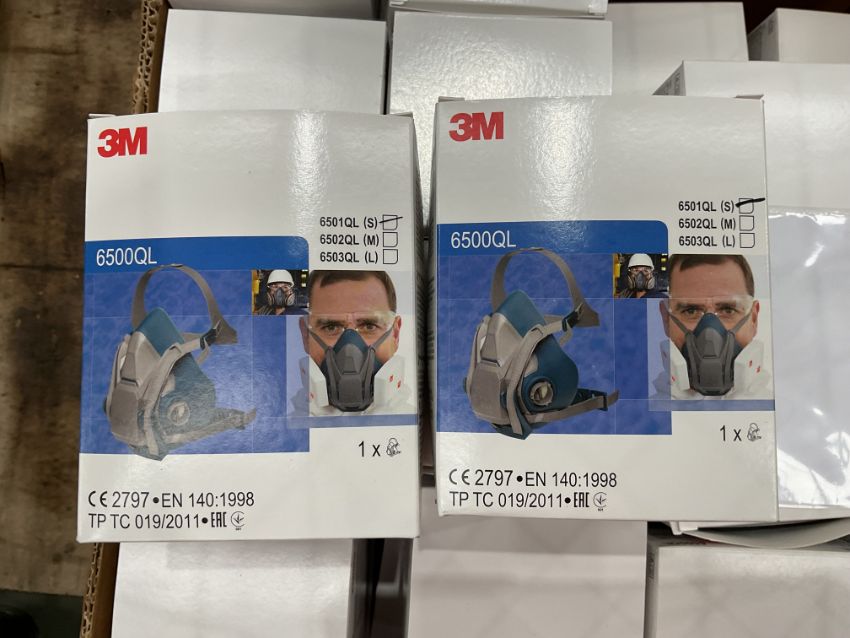 3M
6501QL (S)
6502QL (M)
6503QL (L)
6500QL
1 x
CE 2797 • EN 140:1998
TP TC 019/2011 • EAC
3M
6501QL (S)
6502QL (M)
6503QL (L)
6500QL
1 x
CE 2797 • EN 140:1998
TP TC 019/2011 • EAC